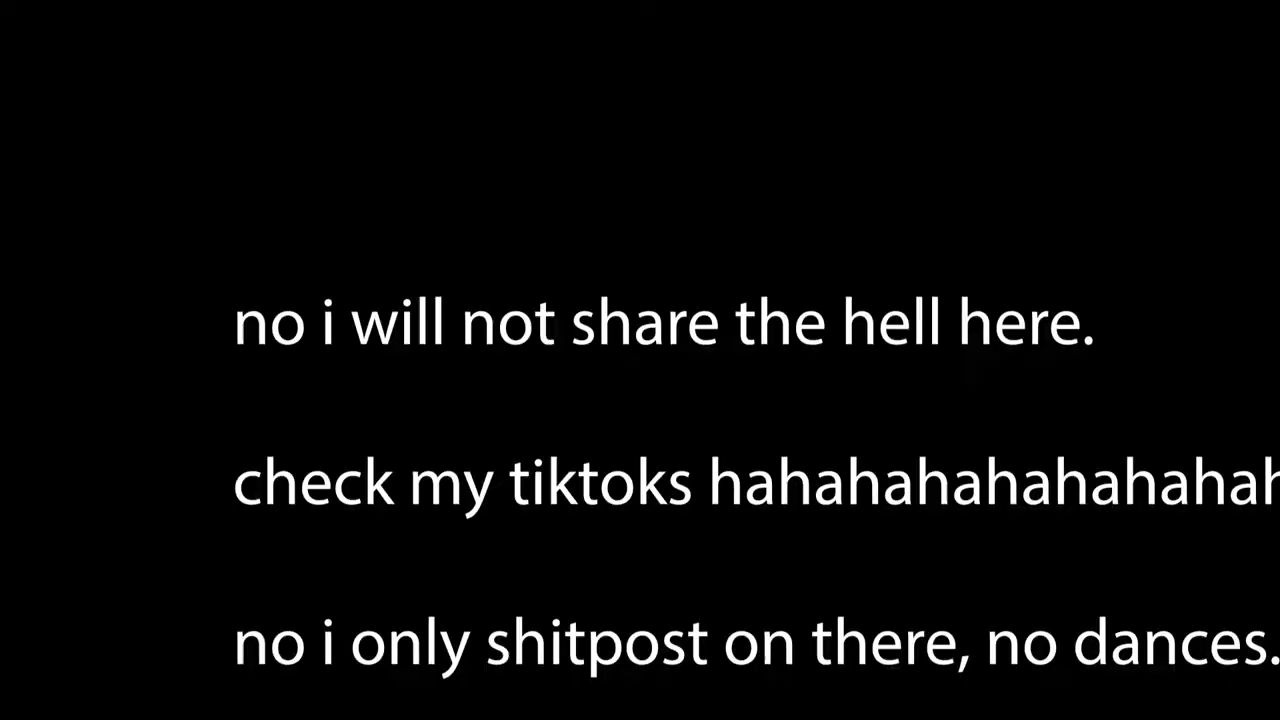 no i will not share the hell here.
check my tiktoks hahahahahahahahah
no i only shitpost on there, no dances.